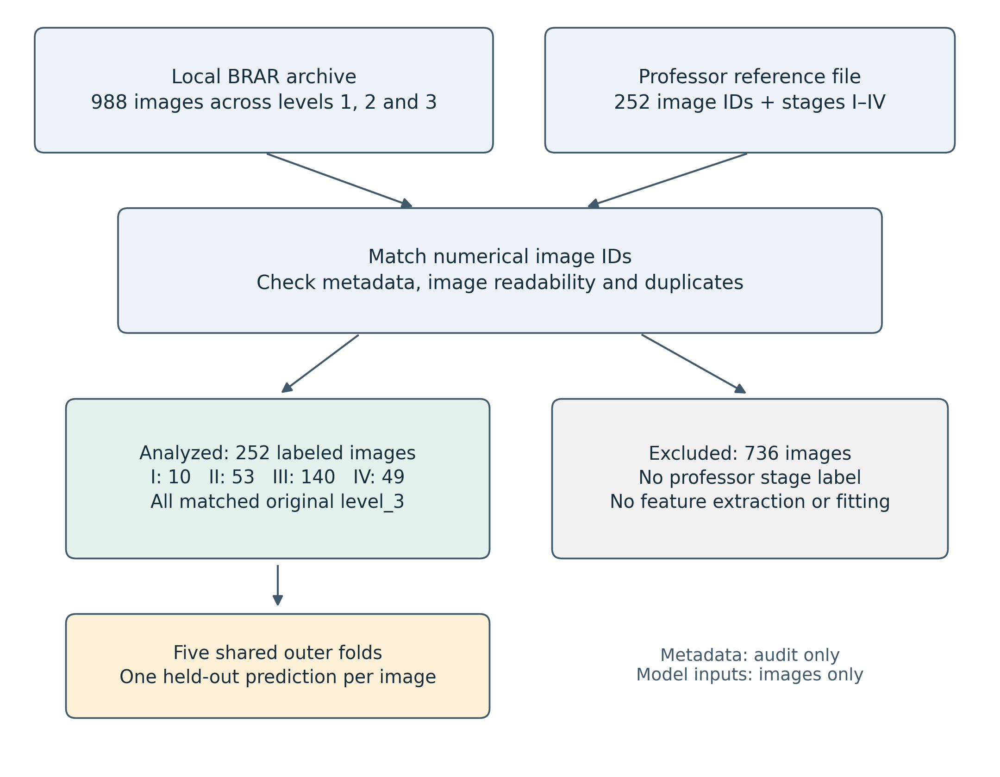 Local BRAR archive
988 images across levels 1, 2 and 3
Professor reference file
252 image IDs + stages I–IV
Match numerical image IDs
Check metadata, image readability and duplicates
Analyzed: 252 labeled images
I: 10   II: 53   III: 140   IV: 49
All matched original level_3
Excluded: 736 images
No professor stage label
No feature extraction or fitting
Five shared outer folds
One held-out prediction per image
Metadata: audit only
Model inputs: images only